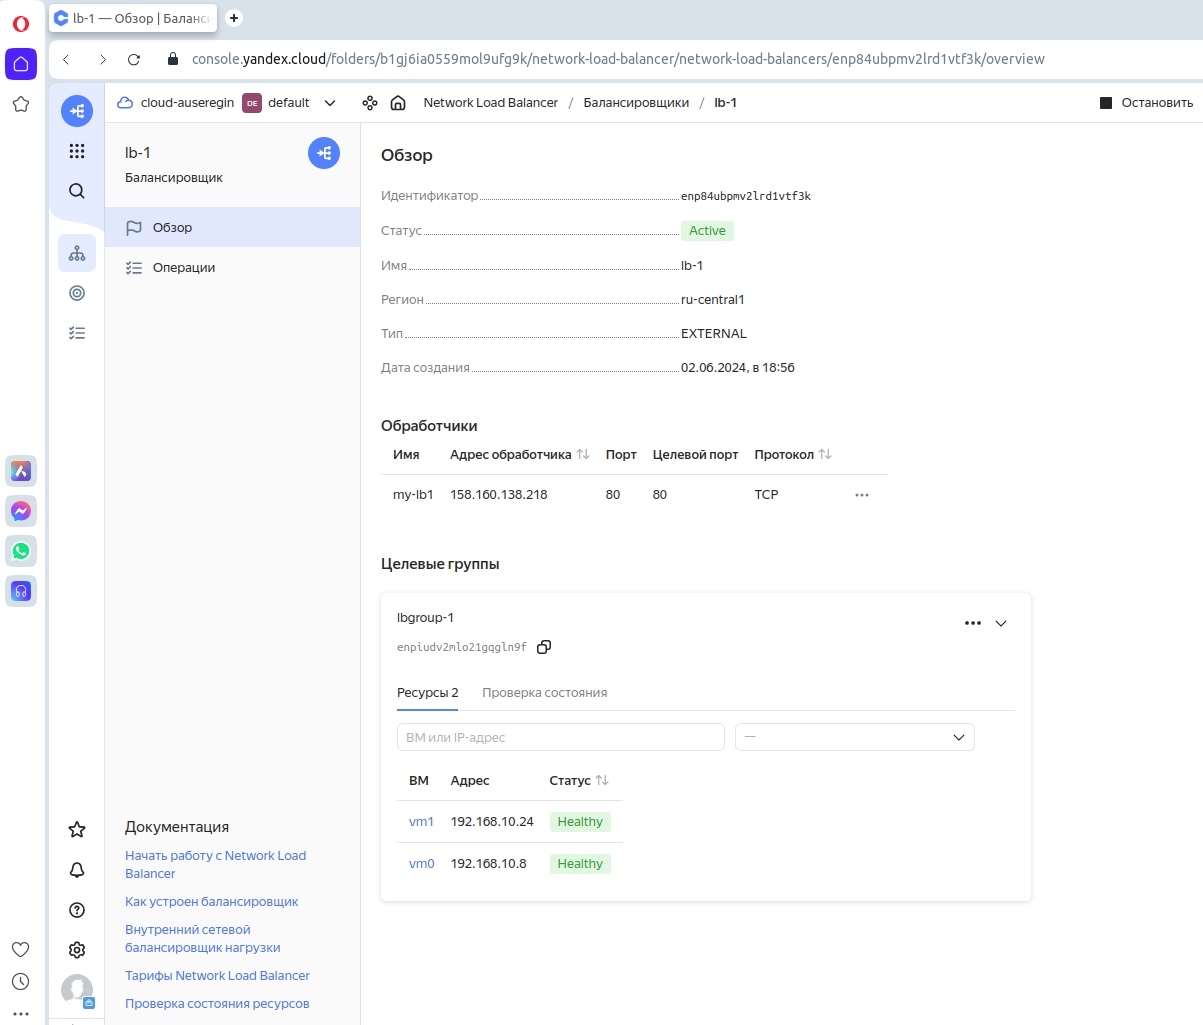 lb-1 — Обзор | Баланс
console.yandex.cloud/folders/b1gj6ia0559mol9ufg9k/network-load-balancer/network-load-balancers/enp84ubpmv2lrd1vtf3k/overview
cloud-auseregin DE default Network Load Balancer / Балансировщики / lb-1 Остановить
lb-1
Балансировщик
Обзор
Операции
Документация
Начать работу с Network Load
Balancer
Как устроен балансировщик
Внутренний сетевой
балансировщик нагрузки
Тарифы Network Load Balancer
Проверка состояния ресурсов
Обзор
Идентификатор enp84ubpmv2lrd1vtf3k
Статус Active
Имя lb-1
Регион ru-central1
Тип EXTERNAL
Дата создания 02.06.2024, в 18:56
Обработчики
Имя Адрес обработчика Порт Целевой порт Протокол
my-lb1 158.160.138.218 80 80 TCP
Целевые группы
lbgroup-1
enpiudv2mlo21gqgln9f
Ресурсы 2 Проверка состояния
ВМ или IP-адрес —
ВМ Адрес Статус
vm1 192.168.10.24 Healthy
vm0 192.168.10.8 Healthy